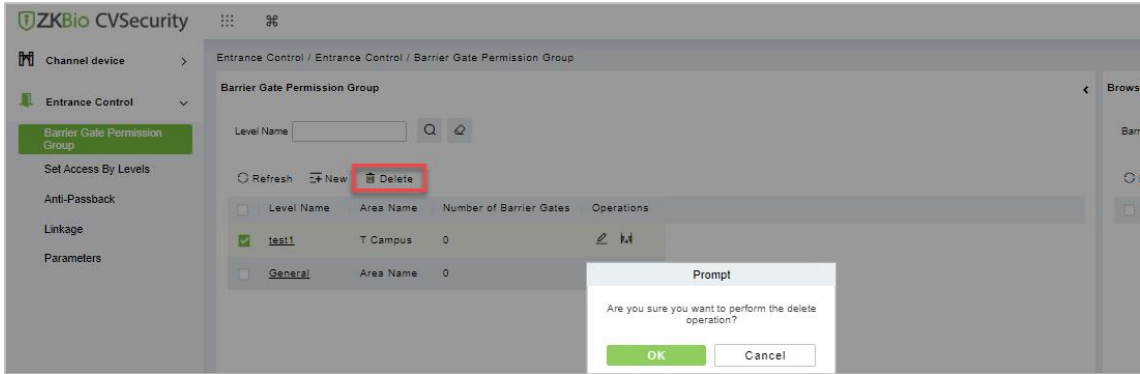 ZKBio CVSecurity
Channel device
Entrance Control
Barrier Gate Permission
Group
Set Access By Levels
Anti-Passback
Linkage
Parameters
Entrance Control / Entrance Control / Barrier Gate Permission Group
Barrier Gate Permission Group
Level Name
Refresh New Delete
Level Name Area Name Number of Barrier Gates Operations
test1 T Campus 0
General Area Name 0
Brows
Barr
Prompt
Are you sure you want to perform the delete
operation?
OK Cancel